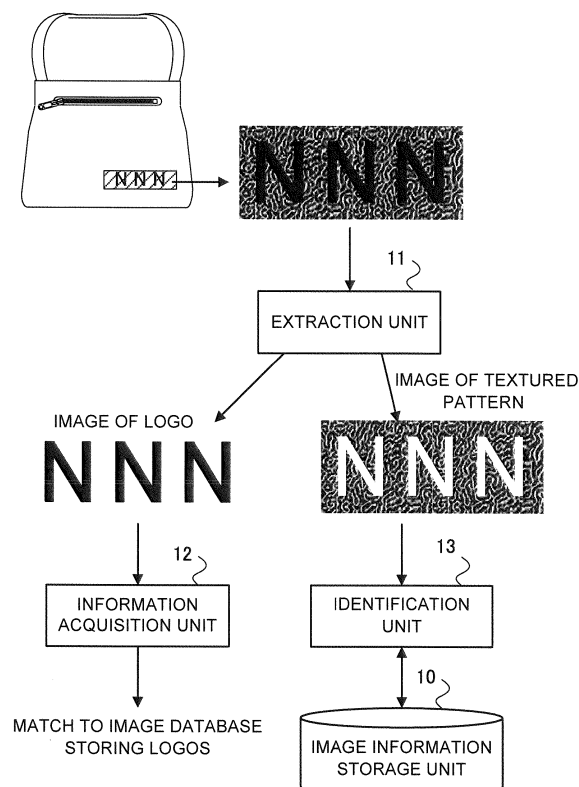 NNN
NNN
11
EXTRACTION UNIT
IMAGE OF TEXTURED
PATTERN
IMAGE OF LOGO
NNN
NNN
12
13
INFORMATION
ACQUISITION UNIT
IDENTIFICATION
UNIT
10
MATCH TO IMAGE DATABASE
STORING LOGOS
IMAGE INFORMATION
STORAGE UNIT